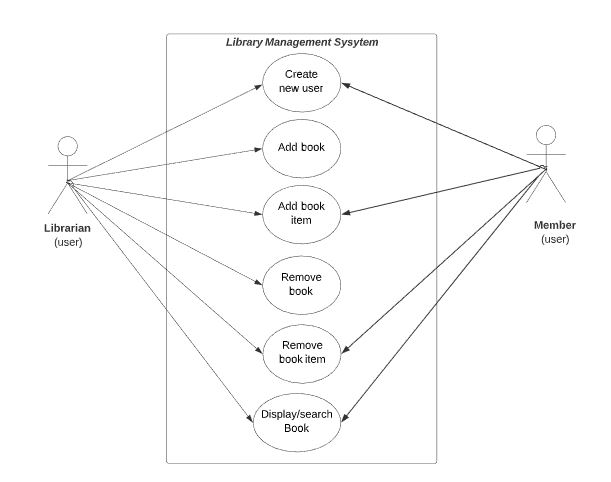 Library Management Sysytem
Create
new user
Add book
Add book
item
Librarian
(user)
Member
(user)
Remove
book
Remove
book item
Display/search
Book